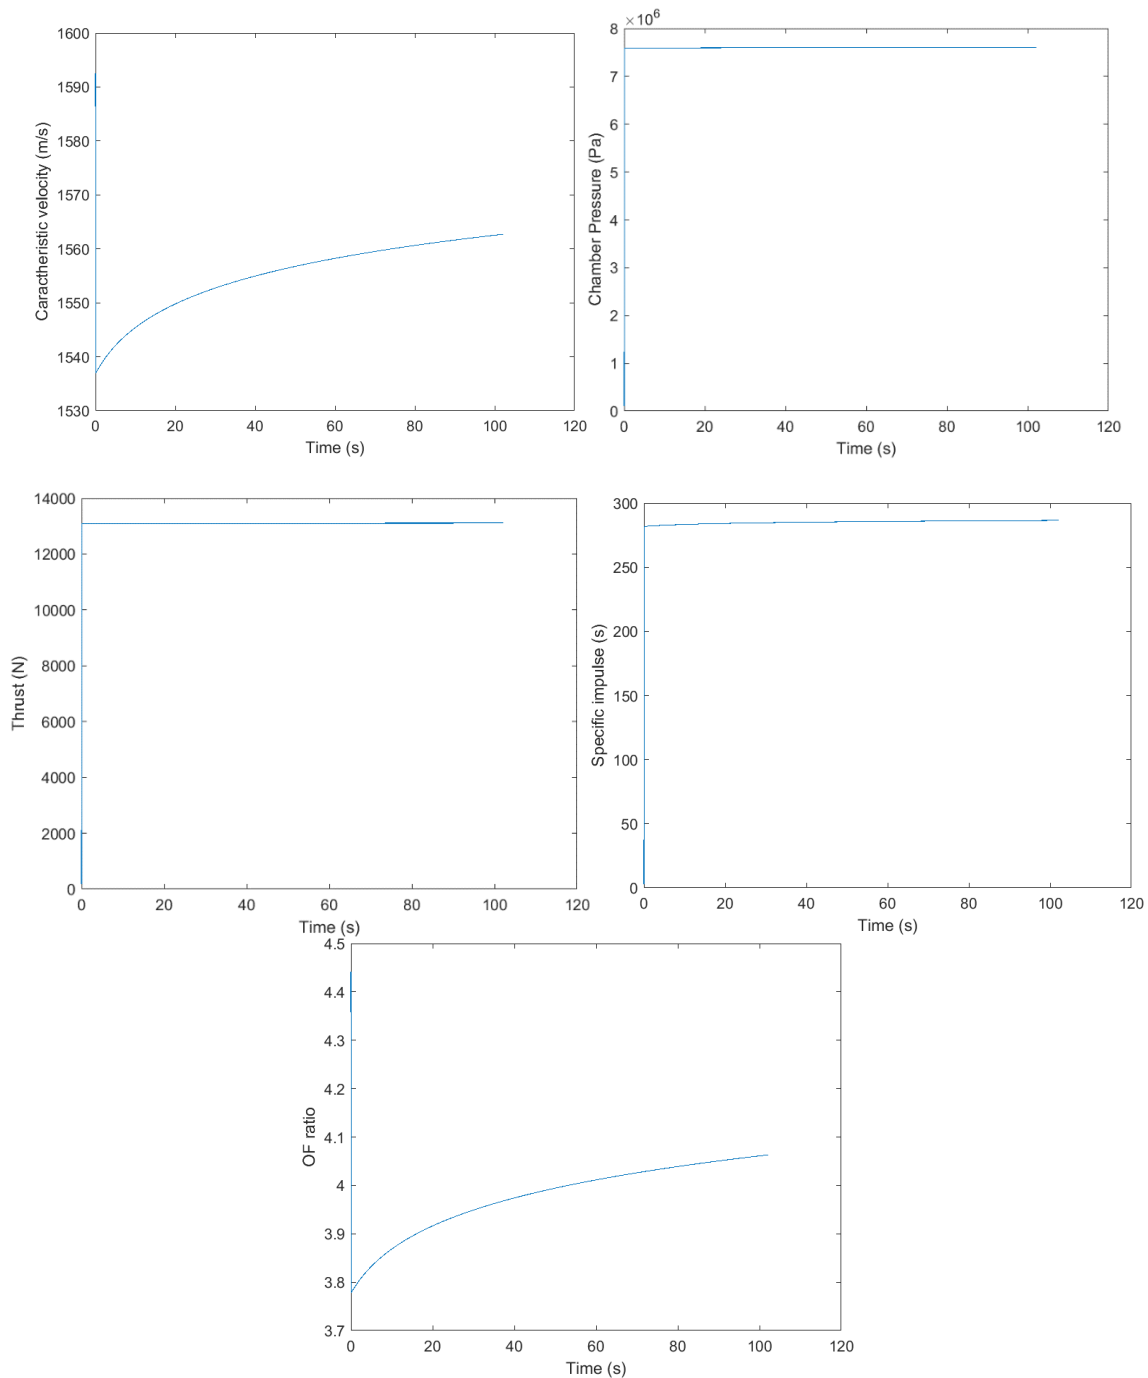 1600
1590
1580
1570
1560
1550
1540
1530
0 20 40 60 80 100 120
Time (s)
Caractheristic velocity (m/s)
×10⁶
8
7
6
5
4
3
2
1
0
0 20 40 60 80 100 120
Time (s)
Chamber Pressure (Pa)
14000
12000
10000
8000
6000
4000
2000
0
0 20 40 60 80 100 120
Time (s)
Thrust (N)
300
250
200
150
100
50
0
0 20 40 60 80 100 120
Time (s)
Specific impulse (s)
4.5
4.4
4.3
4.2
4.1
4
3.9
3.8
3.7
0 20 40 60 80 100 120
Time (s)
OF ratio